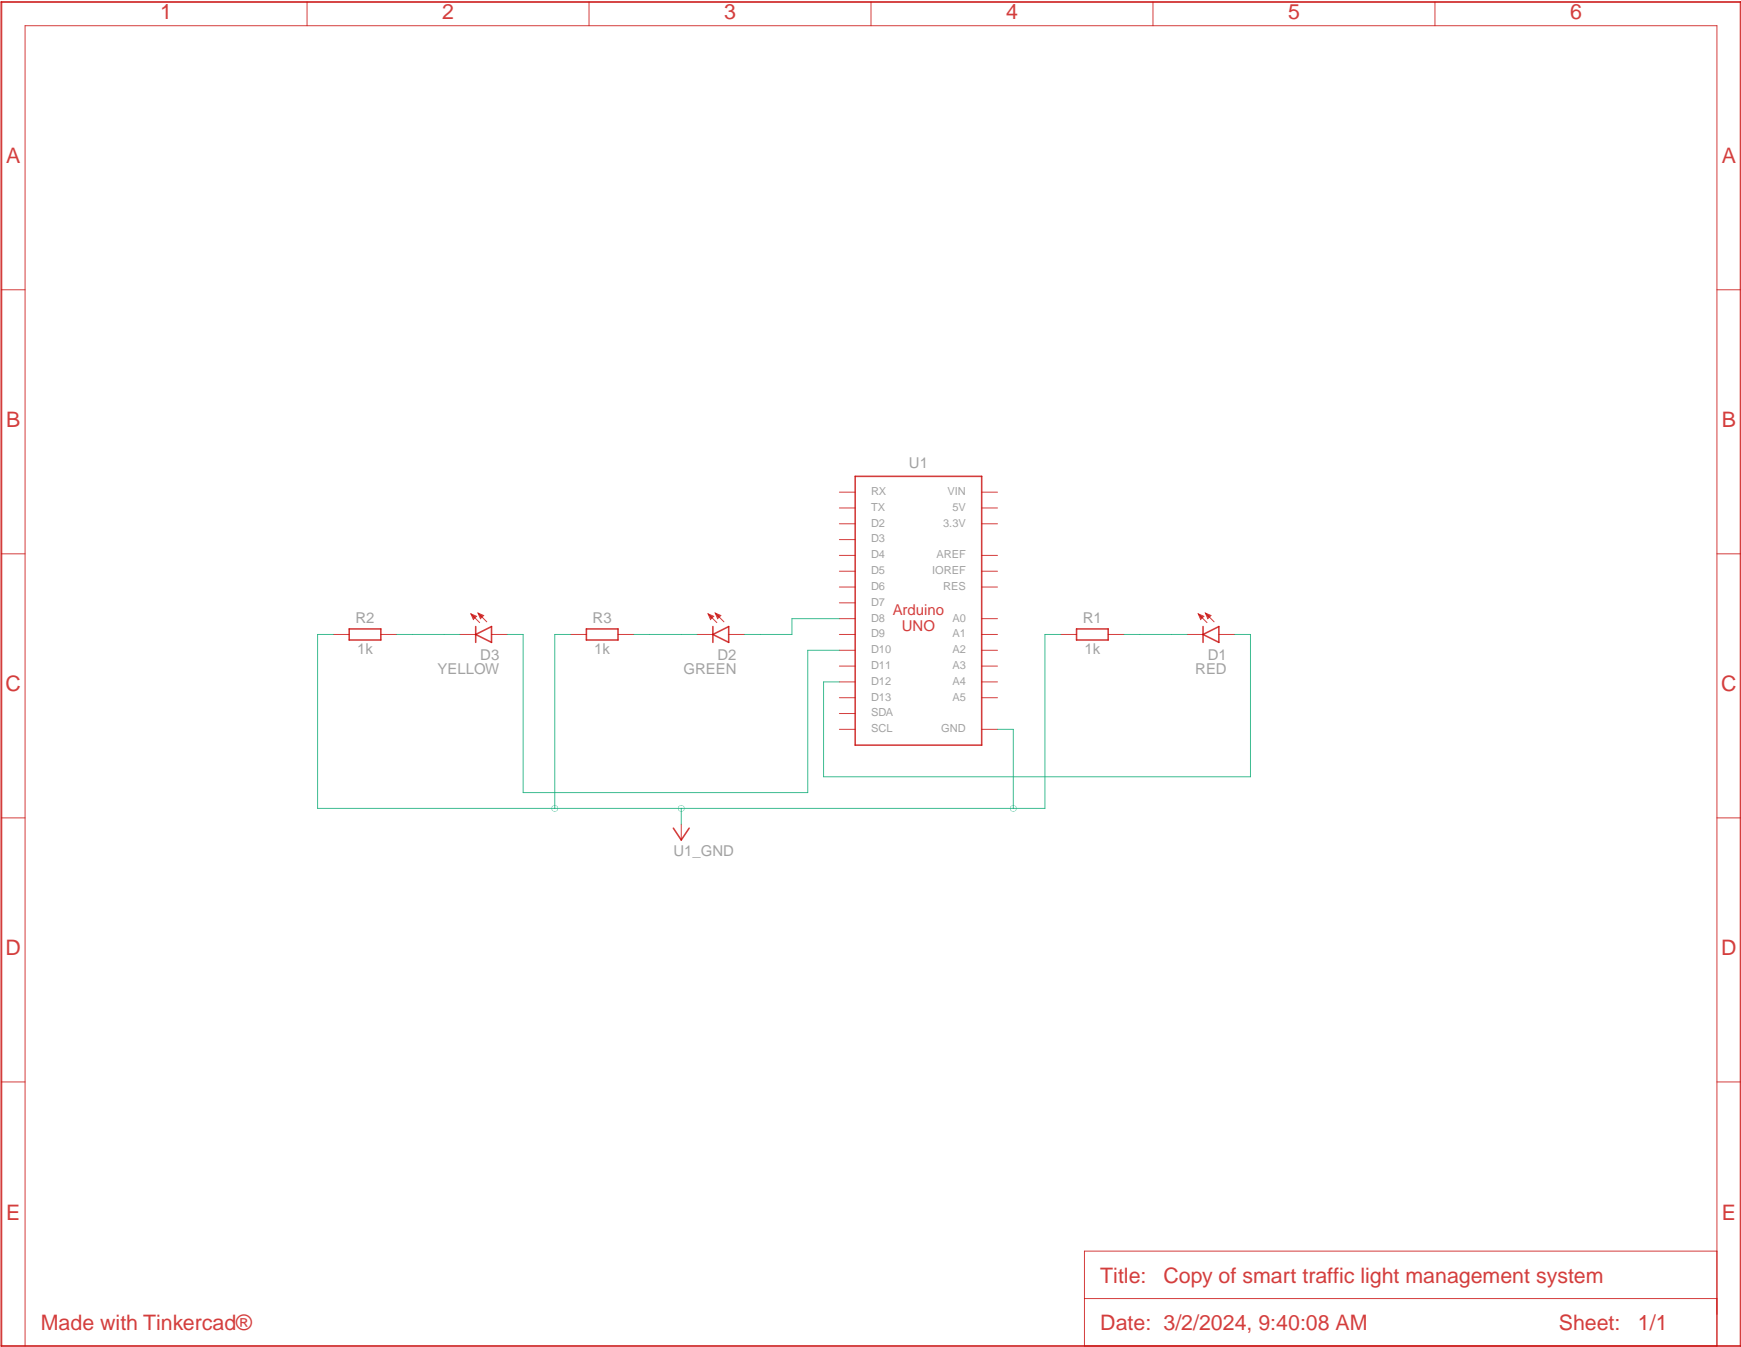 1 2 3 4 5 6
A A
B B
U1
RX VIN
TX 5V
D2 3.3V
D3
D4 AREF
D5 IOREF
D6 RES
D7
Arduino
UNO
D8 A0
D9 A1
D10 A2
D11 A3
D12 A4
D13 A5
SDA
SCL GND
R2
1k
D3
YELLOW
R3
1k
D2
GREEN
R1
1k
D1
RED
C C
U1_GND
D D
E E
Title: Copy of smart traffic light management system
Made with Tinkercad®
Date: 3/2/2024, 9:40:08 AM Sheet: 1/1